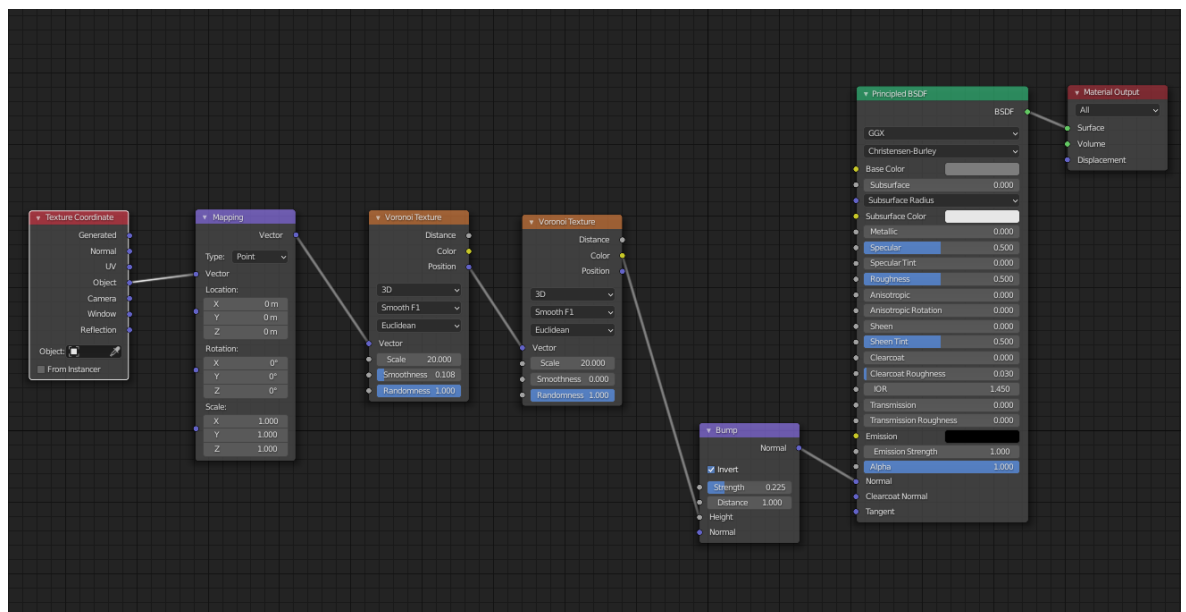 Texture Coordinate
Generated
Normal
UV
Object
Camera
Window
Reflection
Object:
From Instancer
Mapping
Vector
Type: Point
Vector
Location:
X 0 m
Y 0 m
Z 0 m
Rotation:
X 0°
Y 0°
Z 0°
Scale:
X 1.000
Y 1.000
Z 1.000
Voronoi Texture
Distance
Color
Position
3D
Smooth F1
Euclidean
Vector
Scale 20.000
Smoothness 0.108
Randomness 1.000
Voronoi Texture
Distance
Color
Position
3D
Smooth F1
Euclidean
Vector
Scale 20.000
Smoothness 0.000
Randomness 1.000
Bump
Normal
Invert
Strength 0.225
Distance 1.000
Height
Normal
Principled BSDF
BSDF
GGX
Christensen-Burley
Base Color
Subsurface 0.000
Subsurface Radius
Subsurface Color
Metallic 0.000
Specular 0.500
Specular Tint 0.000
Roughness 0.500
Anisotropic 0.000
Anisotropic Rotation 0.000
Sheen 0.000
Sheen Tint 0.500
Clearcoat 0.000
Clearcoat Roughness 0.030
IOR 1.450
Transmission 0.000
Transmission Roughness 0.000
Emission
Emission Strength 1.000
Alpha 1.000
Normal
Clearcoat Normal
Tangent
Material Output
All
Surface
Volume
Displacement